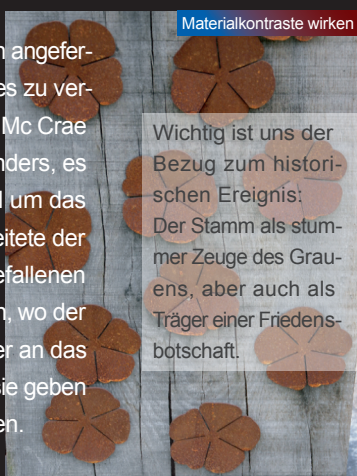 Materialkontraste wirken
n angefer-
es zu ver-
Mc Crae
nders, es
um das
eitete der
efallenen
n, wo der
er an das
sie geben
en.
Wichtig ist uns der
Bezug zum histori-
schen Ereignis:
Der Stamm als stum-
mer Zeuge des Grau-
ens, aber auch als
Träger einer Friedens-
botschaft.